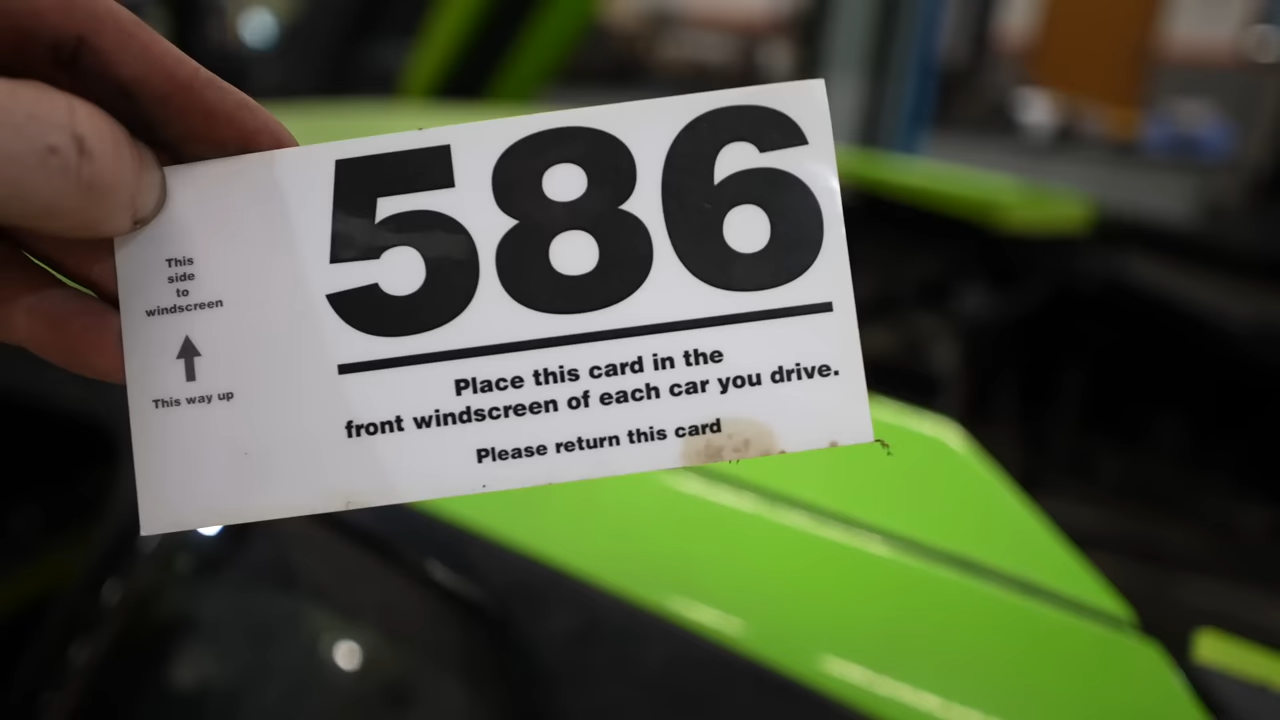 586
This
side
to
windscreen
This way up
Place this card in the
front windscreen of each car you drive.
Please return this card